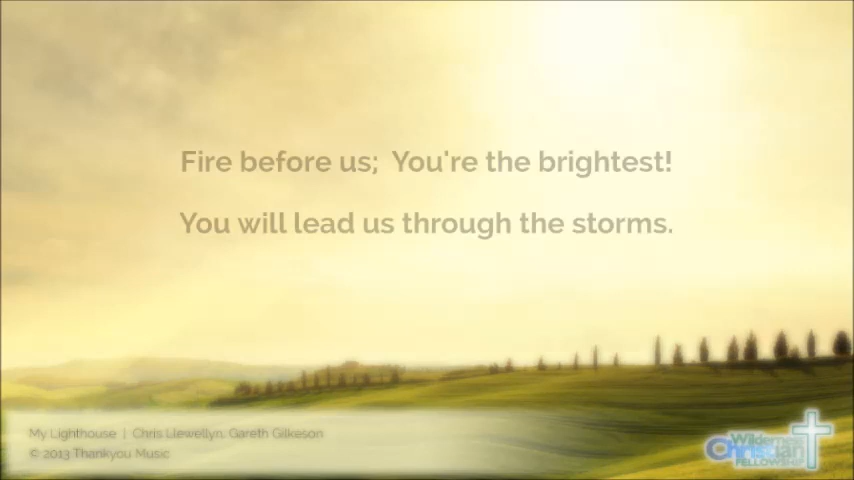 Fire before us;  You're the brightest!
You will lead us through the storms.
My Lighthouse | Chris Llewellyn, Gareth Gilkeson
© 2013 Thankyou Music
Wilderness
Christian
FELLOWSHIP